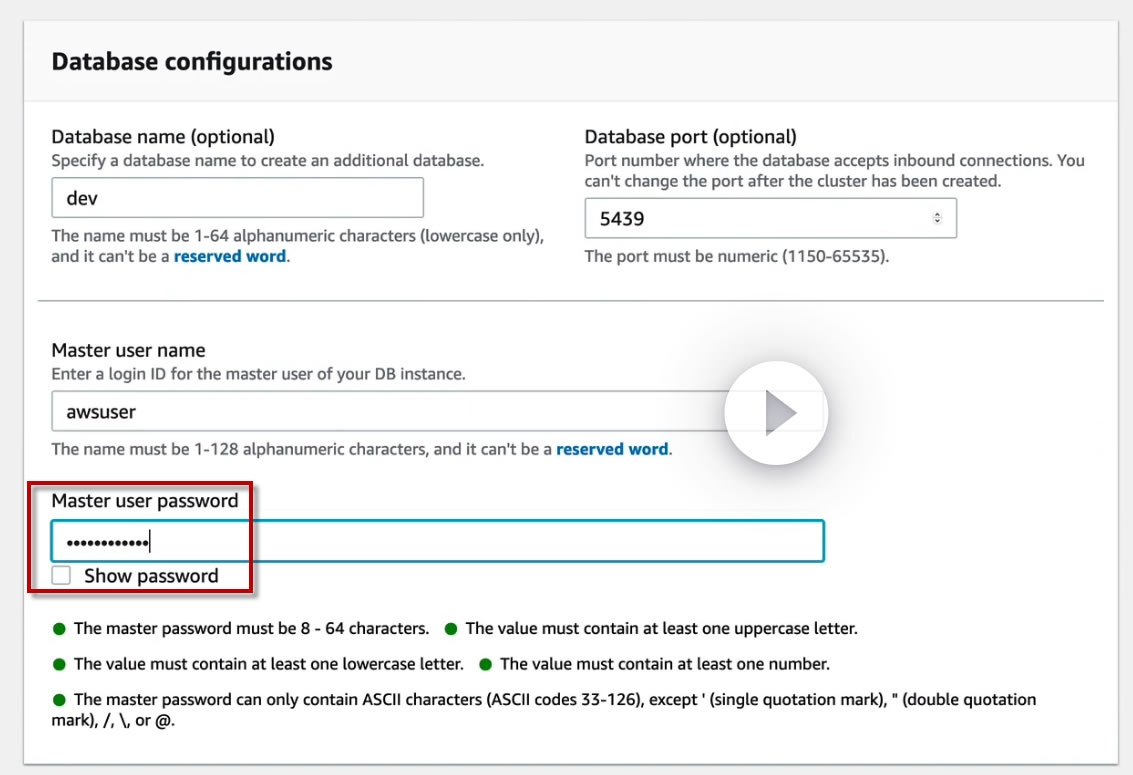 Database configurations
Database name (optional)
Specify a database name to create an additional database.
dev
The name must be 1-64 alphanumeric characters (lowercase only),
and it can't be a reserved word.
Database port (optional)
Port number where the database accepts inbound connections. You
can't change the port after the cluster has been created.
5439
The port must be numeric (1150-65535).
Master user name
Enter a login ID for the master user of your DB instance.
awsuser
The name must be 1-128 alphanumeric characters, and it can't be a reserved word.
Master user password
••••••••••••
Show password
The master password must be 8 - 64 characters. The value must contain at least one uppercase letter.
The value must contain at least one lowercase letter. The value must contain at least one number.
The master password can only contain ASCII characters (ASCII codes 33-126), except ' (single quotation mark), " (double quotation
mark), /, \, or @.